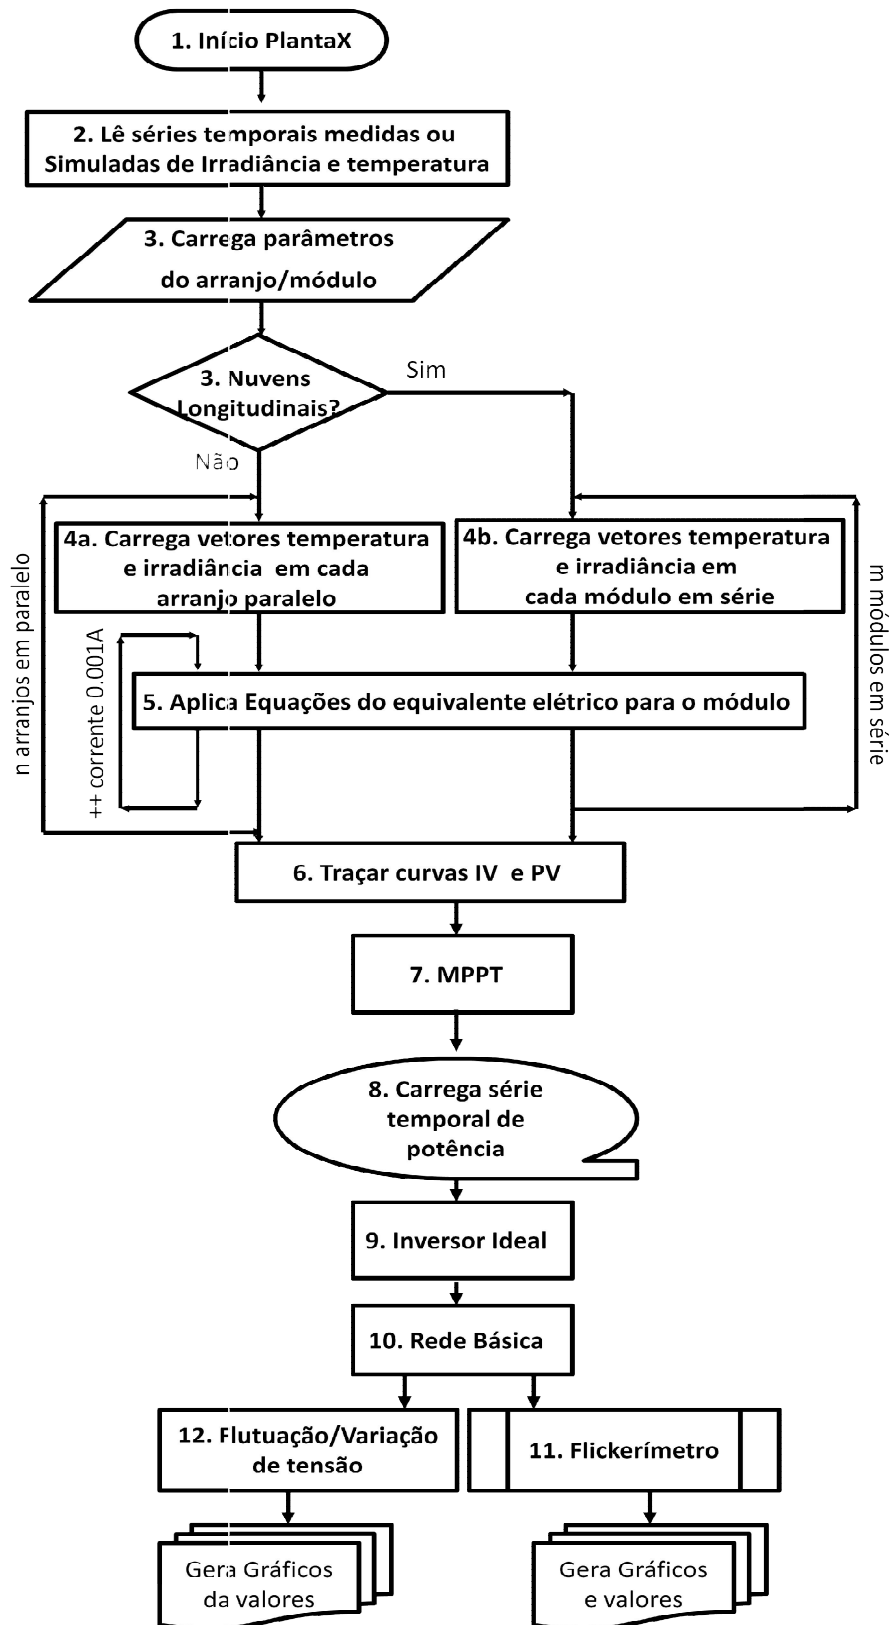 1. Início PlantaX
2. Lê séries temporais medidas ou
Simuladas de Irradiância e temperatura
3. Carrega parâmetros
do arranjo/módulo
3. Nuvens
Longitudinais?
Sim
Não
4a. Carrega vetores temperatura
e irradiância em cada
arranjo paralelo
4b. Carrega vetores temperatura
e irradiância em
cada módulo em série
n arranjos em paralelo
++ corrente 0.001A
m módulos em série
5. Aplica Equações do equivalente elétrico para o módulo
6. Traçar curvas IV e PV
7. MPPT
8. Carrega série
temporal de
potência
9. Inversor Ideal
10. Rede Básica
12. Flutuação/Variação
de tensão
11. Flickerímetro
Gera Gráficos
da valores
Gera Gráficos
e valores